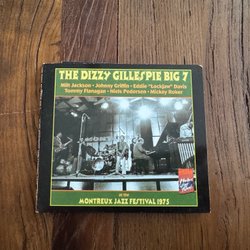 THE DIZZY GILLESPIE BIG 7
Milt Jackson • Johnny Griffin • Eddie "Lockjaw" Davis
Tommy Flanagan • Niels Pedersen • Mickey Roker
MONTREUX JAZZ FESTIVAL 1975